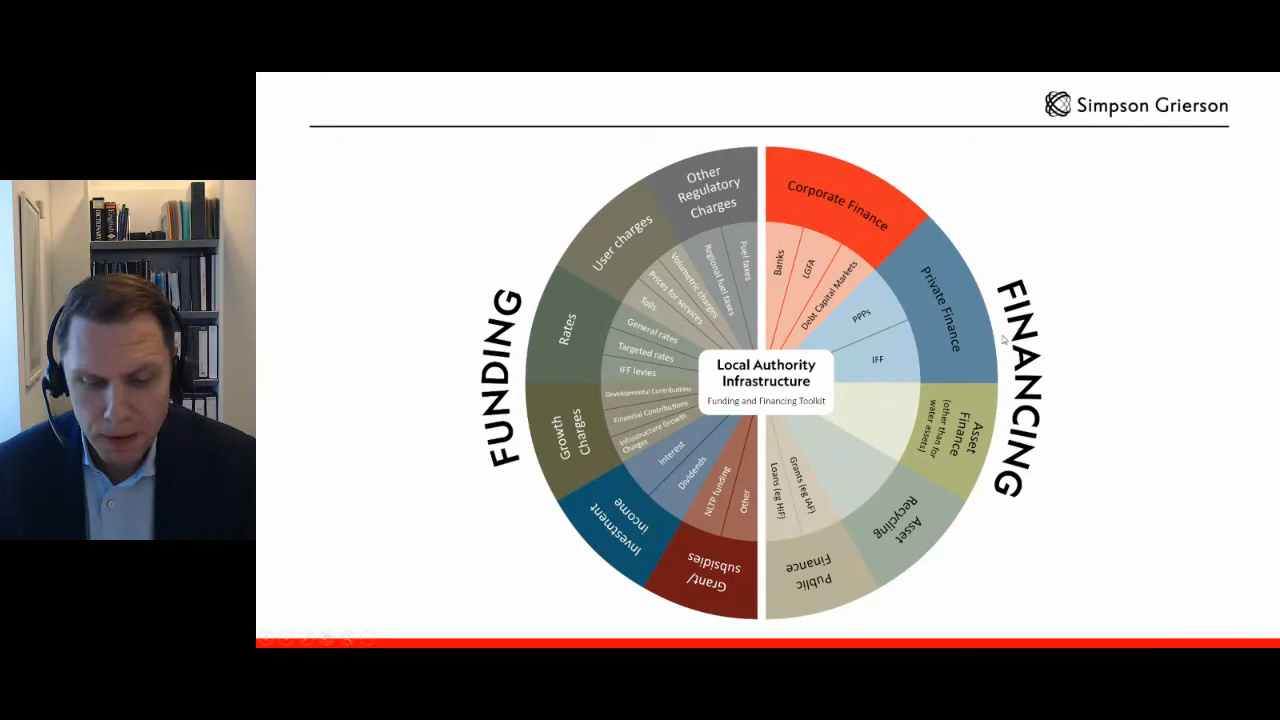 Simpson Grierson
FUNDING
FINANCING
Local Authority
Infrastructure
Funding and Financing Toolkit
Other
Regulatory
Charges
Fuel taxes
Regional fuel taxes
User charges
Volumetric charges
Prices for services
Tolls
Rates
General rates
Targeted rates
IFF levies
Growth
Charges
Developmental Contributions
Financial Contributions
Infrastructure Growth
Charges
Investment
income
Interest
Dividends
Grant/
subsidies
NLTP funding
Other
Corporate Finance
Banks
LGFA
Debt Capital Markets
Private Finance
PPPs
IFF
Asset
Finance
(other than for
water assets)
Asset
Recycling
Public
Finance
Grants (eg IAF)
Loans (eg HIF)
DICTIONARY
English